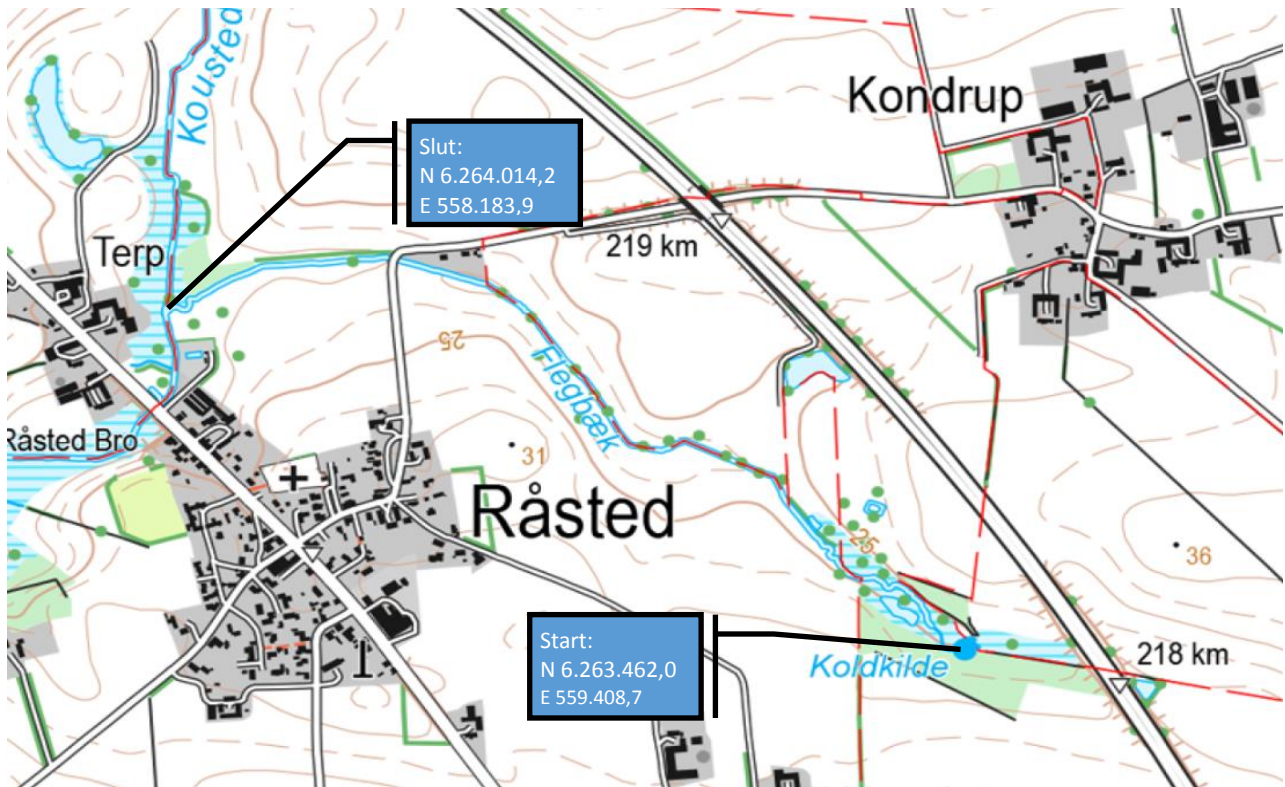 Kousted
Kondrup
Slut:
N 6.264.014,2
E 558.183,9
219 km
Terp
25
Flegbæk
Råsted Bro
31
Råsted
25
36
Start:
N 6.263.462,0
E 559.408,7
Koldkilde
218 km